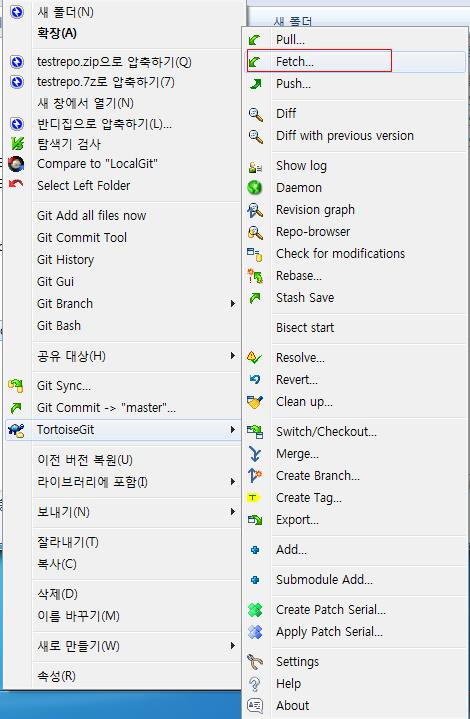 새 폴더(N)
확장(A)
testrepo.zip으로 압축하기(Q)
testrepo.7z로 압축하기(7)
새 창에서 열기(N)
반디집으로 압축하기(L)...
탐색기 검사
Compare to "LocalGit"
Select Left Folder
Git Add all files now
Git Commit Tool
Git History
Git Gui
Git Branch
Git Bash
공유 대상(H)
Git Sync...
Git Commit -> "master"...
TortoiseGit
이전 버전 복원(U)
라이브러리에 포함(I)
보내기(N)
잘라내기(T)
복사(C)
삭제(D)
이름 바꾸기(M)
새로 만들기(W)
속성(R)
새 폴더
Pull...
Fetch...
Push...
Diff
Diff with previous version
Show log
Daemon
Revision graph
Repo-browser
Check for modifications
Rebase...
Stash Save
Bisect start
Resolve...
Revert...
Clean up...
Switch/Checkout...
Merge...
Create Branch...
Create Tag...
Export...
Add...
Submodule Add...
Create Patch Serial...
Apply Patch Serial...
Settings
Help
About